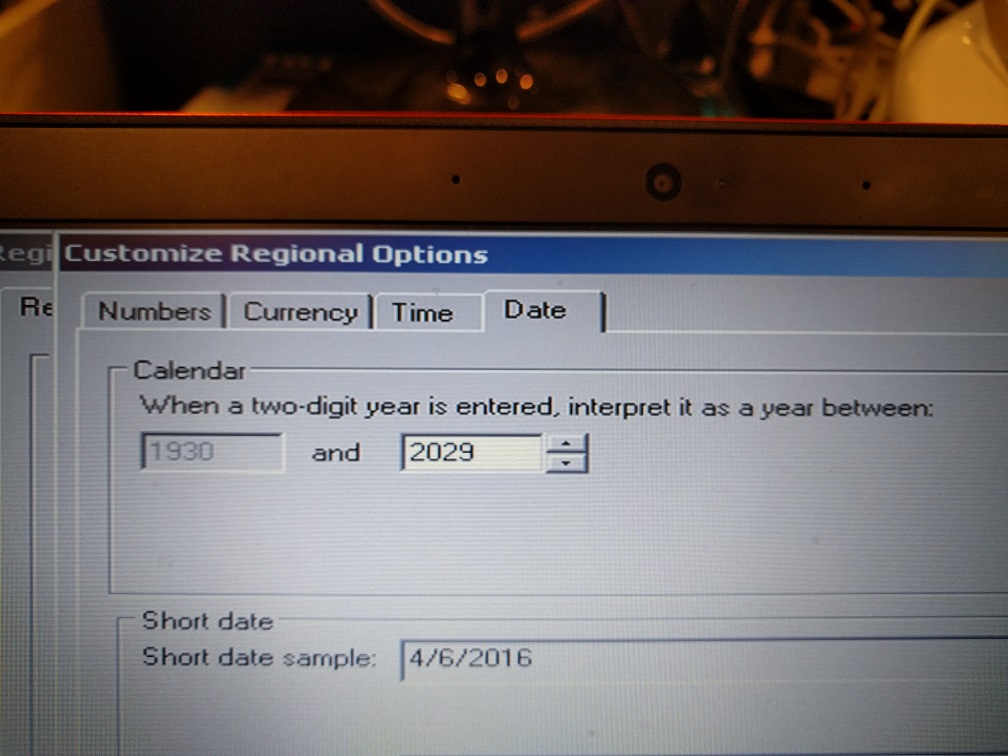 Regi
Customize Regional Options
Re
Numbers
Currency
Time
Date
Calendar
When a two-digit year is entered, interpret it as a year between:
1930 and 2029
Short date
Short date sample: 4/6/2016